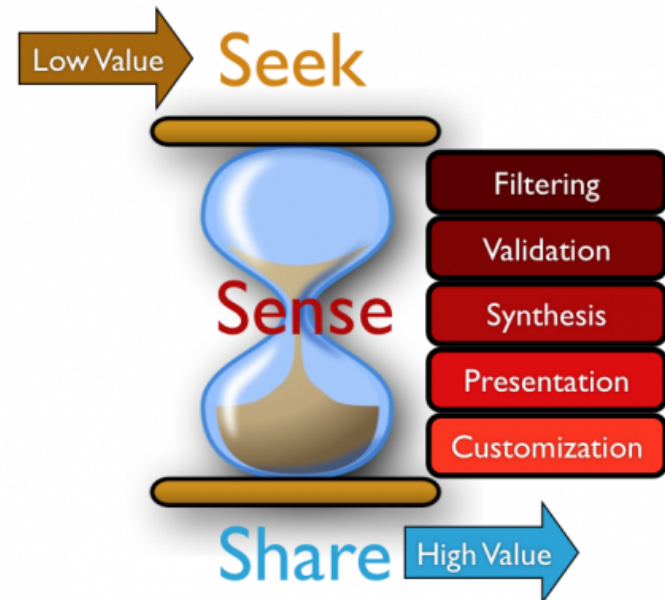 Low Value
Seek
Filtering
Validation
Sense
Synthesis
Presentation
Customization
Share
High Value